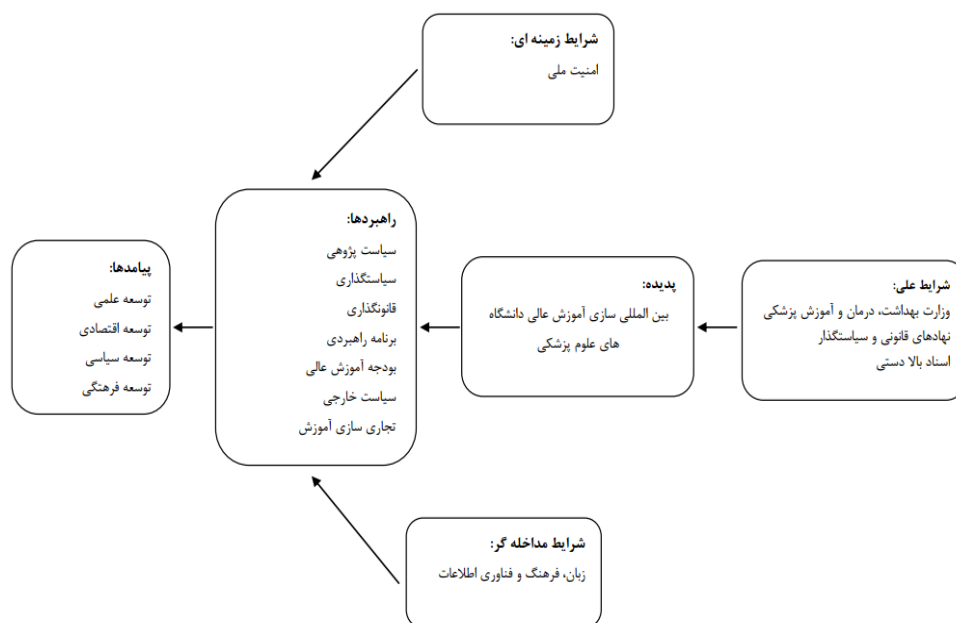 شرایط زمینه ای:
امنیت ملی
شرایط علی:
وزارت بهداشت، درمان و آموزش پزشکی
نهادهای قانونی و سیاستگذار
اسناد بالا دستی
پدیده:
بین المللی سازی آموزش عالی دانشگاه
های علوم پزشکی
راهبردها:
سیاست پژوهی
سیاستگذاری
قانونگذاری
برنامه راهبردی
بودجه آموزش عالی
سیاست خارجی
تجاری سازی آموزش
پیامدها:
توسعه علمی
توسعه اقتصادی
توسعه سیاسی
توسعه فرهتگی
شرایط مداخله گر:
زبان، فرهنگ و فناوری اطلاعات